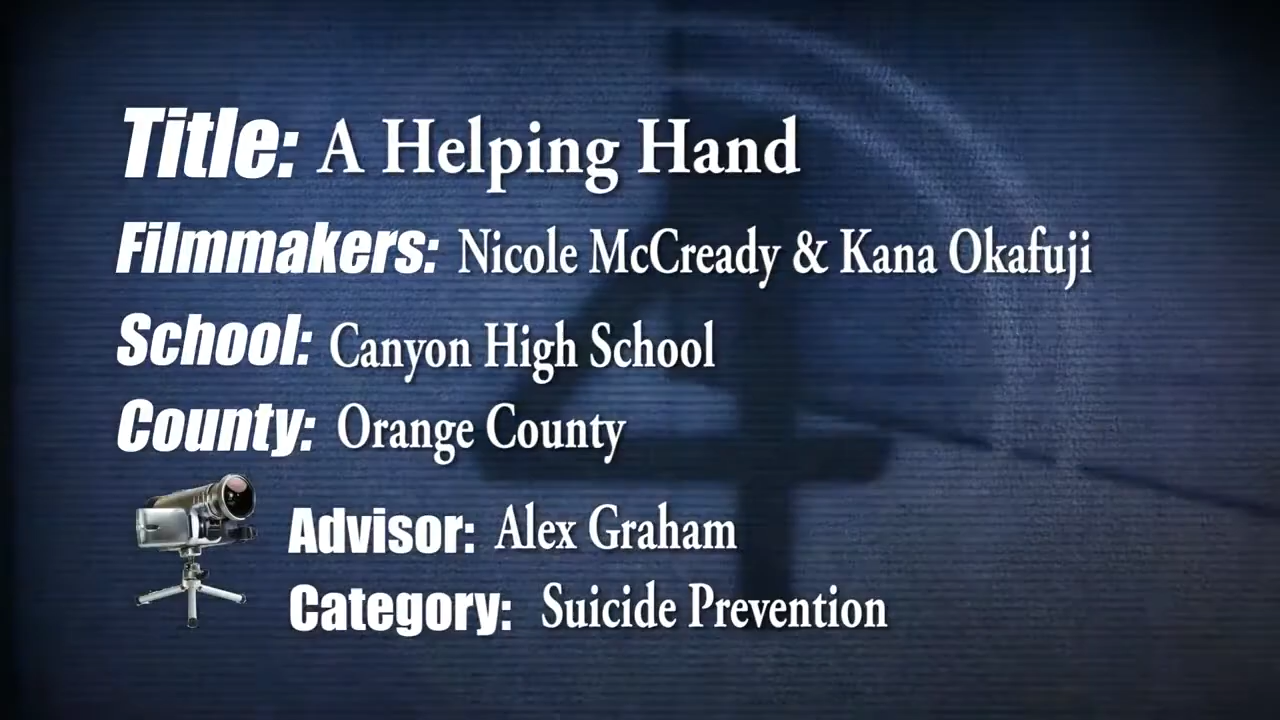 Title: A Helping Hand
Filmmakers: Nicole McCready & Kana Okafuji
School: Canyon High School
County: Orange County
Advisor: Alex Graham
Category: Suicide Prevention
4